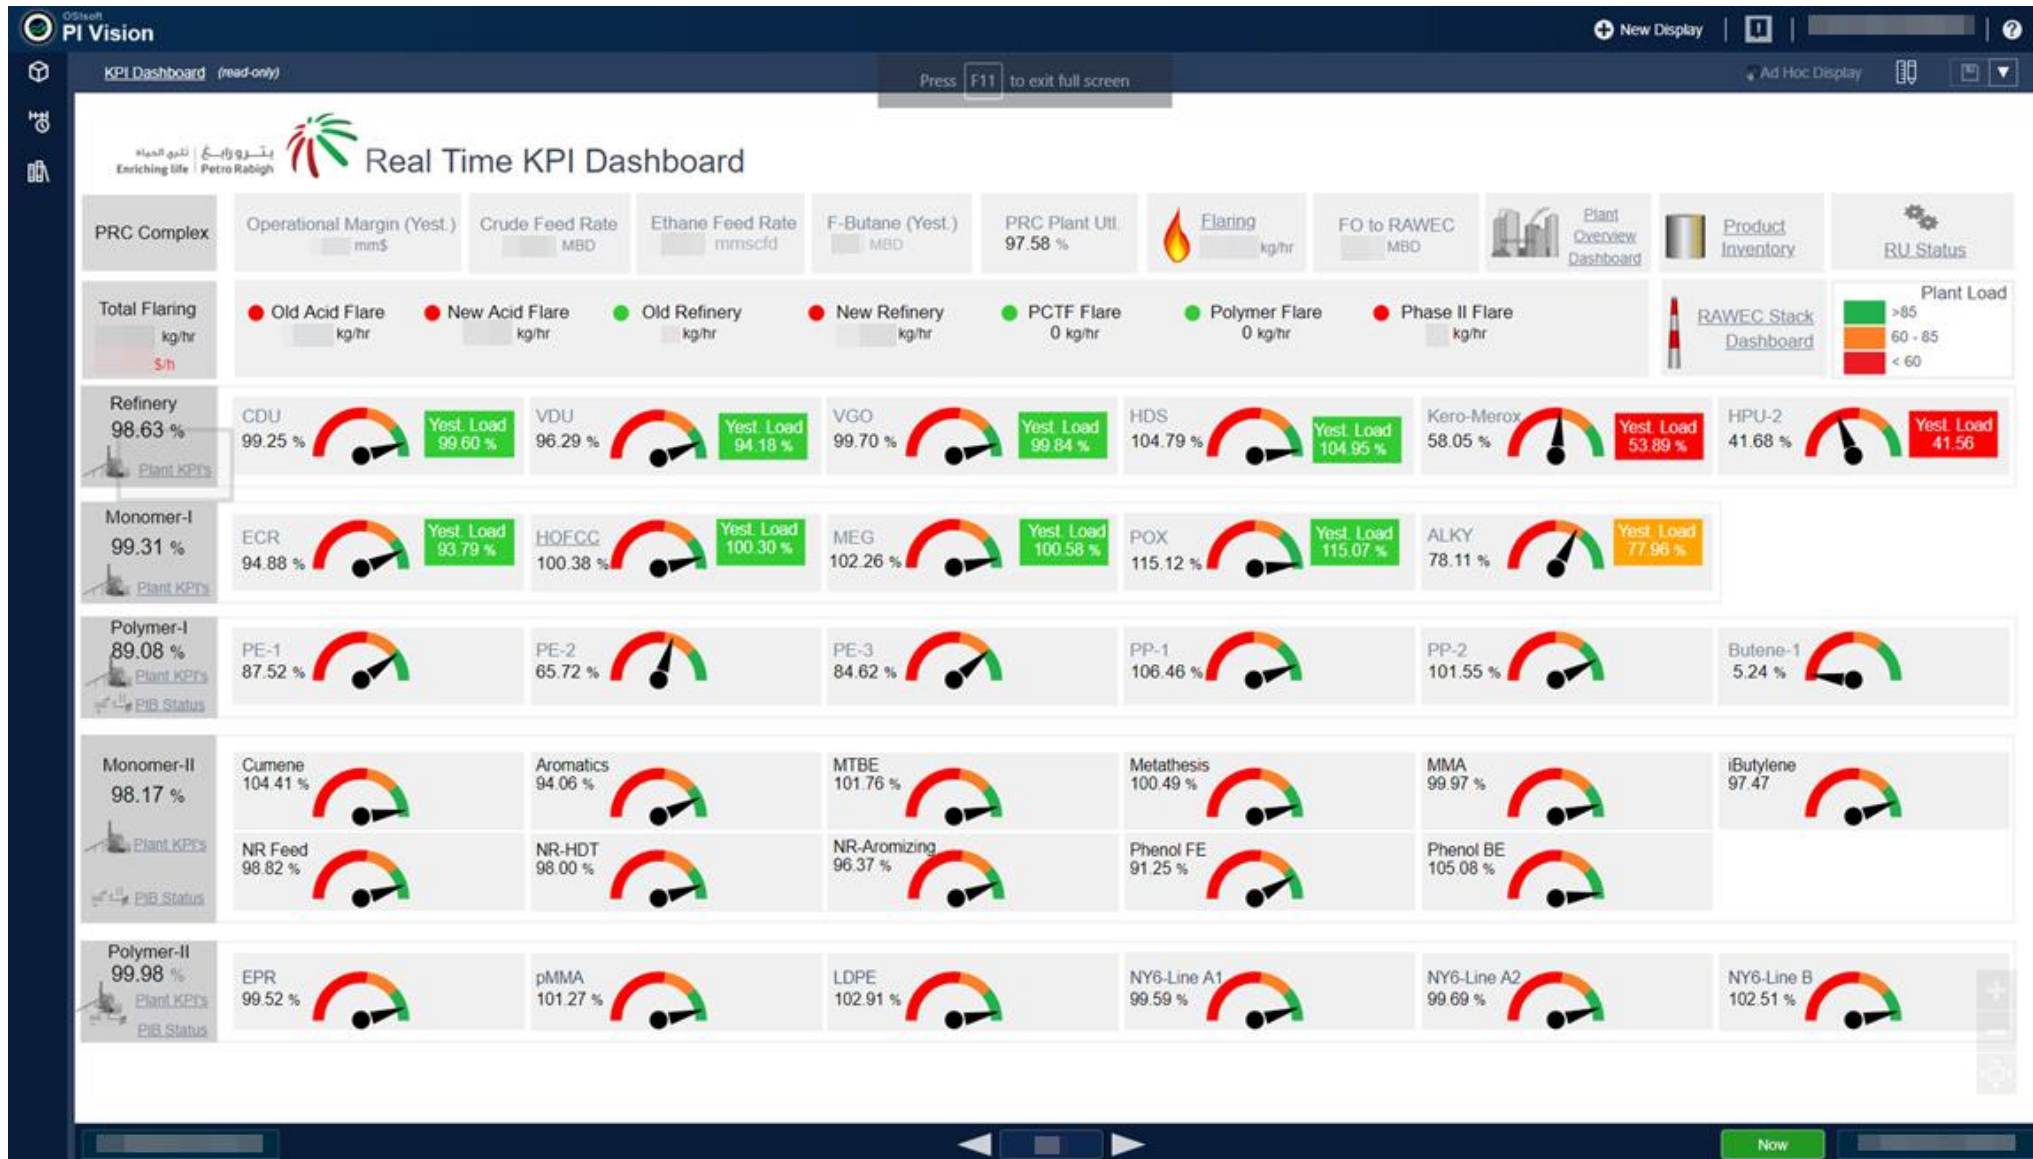 OSIsoft
PI Vision
New Display
KPI Dashboard (read-only)
Press F11 to exit full screen
Ad Hoc Display
بترورابغ | تثري الحياة
Enriching life | Petro Rabigh
Real Time KPI Dashboard
PRC Complex
Operational Margin (Yest.)
mm$
Crude Feed Rate
MBD
Ethane Feed Rate
mmscfd
F-Butane (Yest.)
MBD
PRC Plant Utl.
97.58 %
Flaring
kg/hr
FO to RAWEC
MBD
Plant
Overview
Dashboard
Product
Inventory
RU Status
Total Flaring
kg/hr
$/h
Old Acid Flare
kg/hr
New Acid Flare
kg/hr
Old Refinery
kg/hr
New Refinery
kg/hr
PCTF Flare
0 kg/hr
Polymer Flare
0 kg/hr
Phase II Flare
kg/hr
RAWEC Stack
Dashboard
Plant Load
>85
60 - 85
< 60
Refinery
98.63 %
Plant KPI's
CDU
99.25 %
Yest. Load
99.60 %
VDU
96.29 %
Yest. Load
94.18 %
VGO
99.70 %
Yest. Load
99.84 %
HDS
104.79 %
Yest. Load
104.95 %
Kero-Merox
58.05 %
Yest. Load
53.89 %
HPU-2
41.68 %
Yest. Load
41.56
Monomer-I
99.31 %
Plant KPI's
ECR
94.88 %
Yest. Load
93.79 %
HOFCC
100.38 %
Yest. Load
100.30 %
MEG
102.26 %
Yest. Load
100.58 %
POX
115.12 %
Yest. Load
115.07 %
ALKY
78.11 %
Yest. Load
77.96 %
Polymer-I
89.08 %
Plant KPI's
PIB Status
PE-1
87.52 %
PE-2
65.72 %
PE-3
84.62 %
PP-1
106.46 %
PP-2
101.55 %
Butene-1
5.24 %
Monomer-II
98.17 %
Plant KPI's
PIB Status
Cumene
104.41 %
Aromatics
94.06 %
MTBE
101.76 %
Metathesis
100.49 %
MMA
99.97 %
iButylene
97.47
NR Feed
98.82 %
NR-HDT
98.00 %
NR-Aromizing
96.37 %
Phenol FE
91.25 %
Phenol BE
105.08 %
Polymer-II
99.98 %
Plant KPI's
PIB Status
EPR
99.52 %
pMMA
101.27 %
LDPE
102.91 %
NY6-Line A1
99.59 %
NY6-Line A2
99.69 %
NY6-Line B
102.51 %
Now